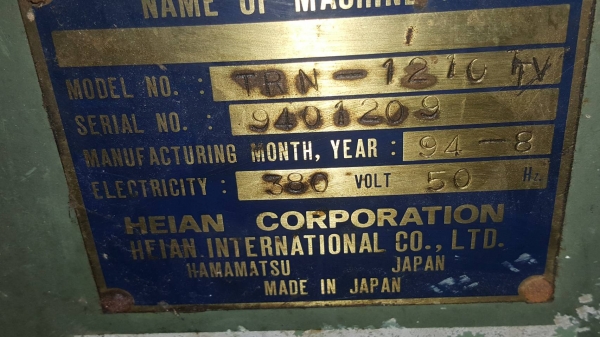 NAME OF MACHINE
MODEL NO. : TRN-1210 TV
SERIAL NO. : 9401209
MANUFACTURING MONTH, YEAR : 94-8
ELECTRICITY : 380 VOLT 50 Hz.
HEIAN CORPORATION
HEIAN INTERNATIONAL CO., LTD.
HAMAMATSU JAPAN
MADE IN JAPAN